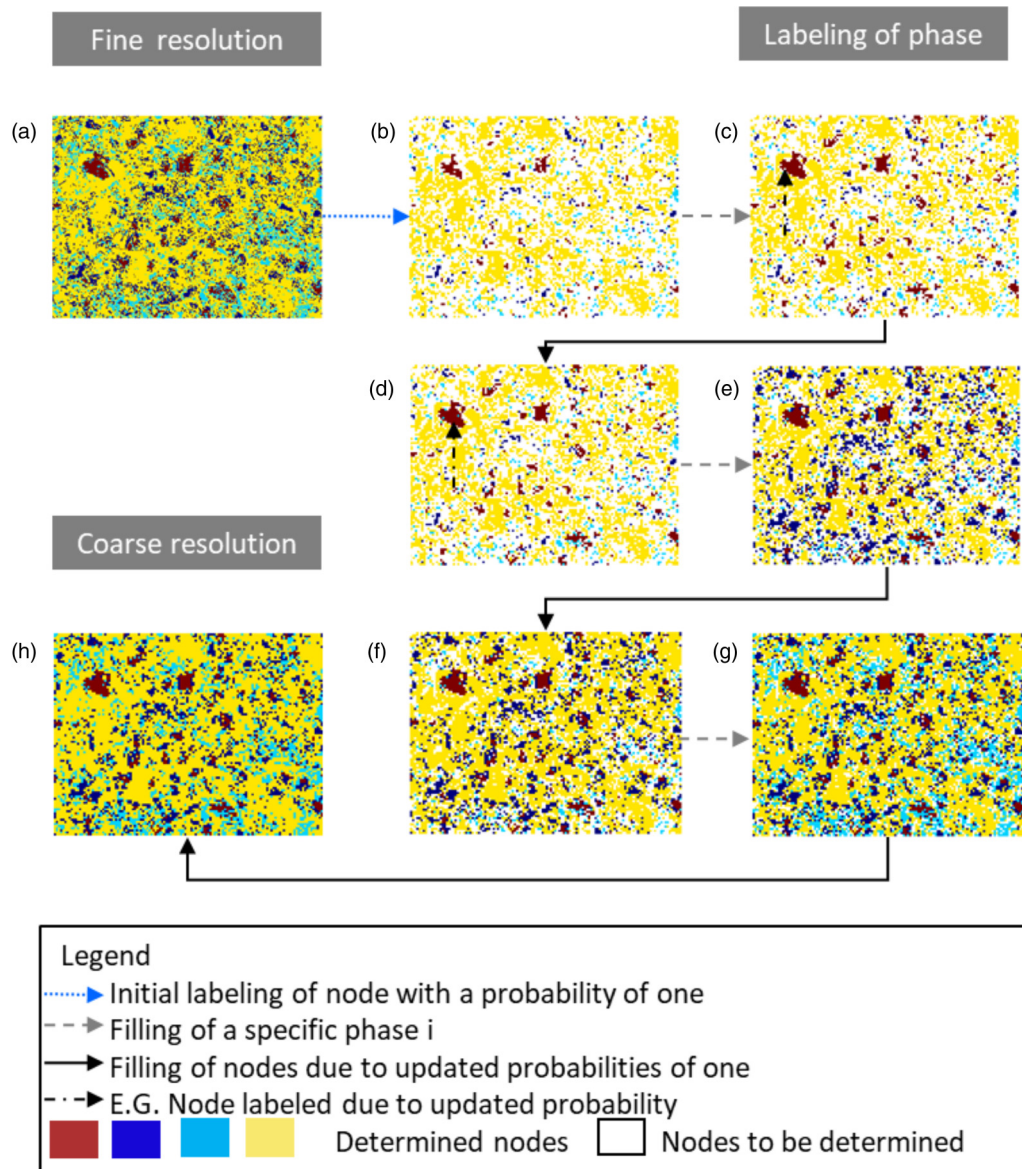 Fine resolution
Labeling of phase
(a)
(b)
(c)
(d)
(e)
Coarse resolution
(h)
(f)
(g)
Legend
Initial labeling of node with a probability of one
Filling of a specific phase i
Filling of nodes due to updated probabilities of one
E.G. Node labeled due to updated probability
Determined nodes
Nodes to be determined